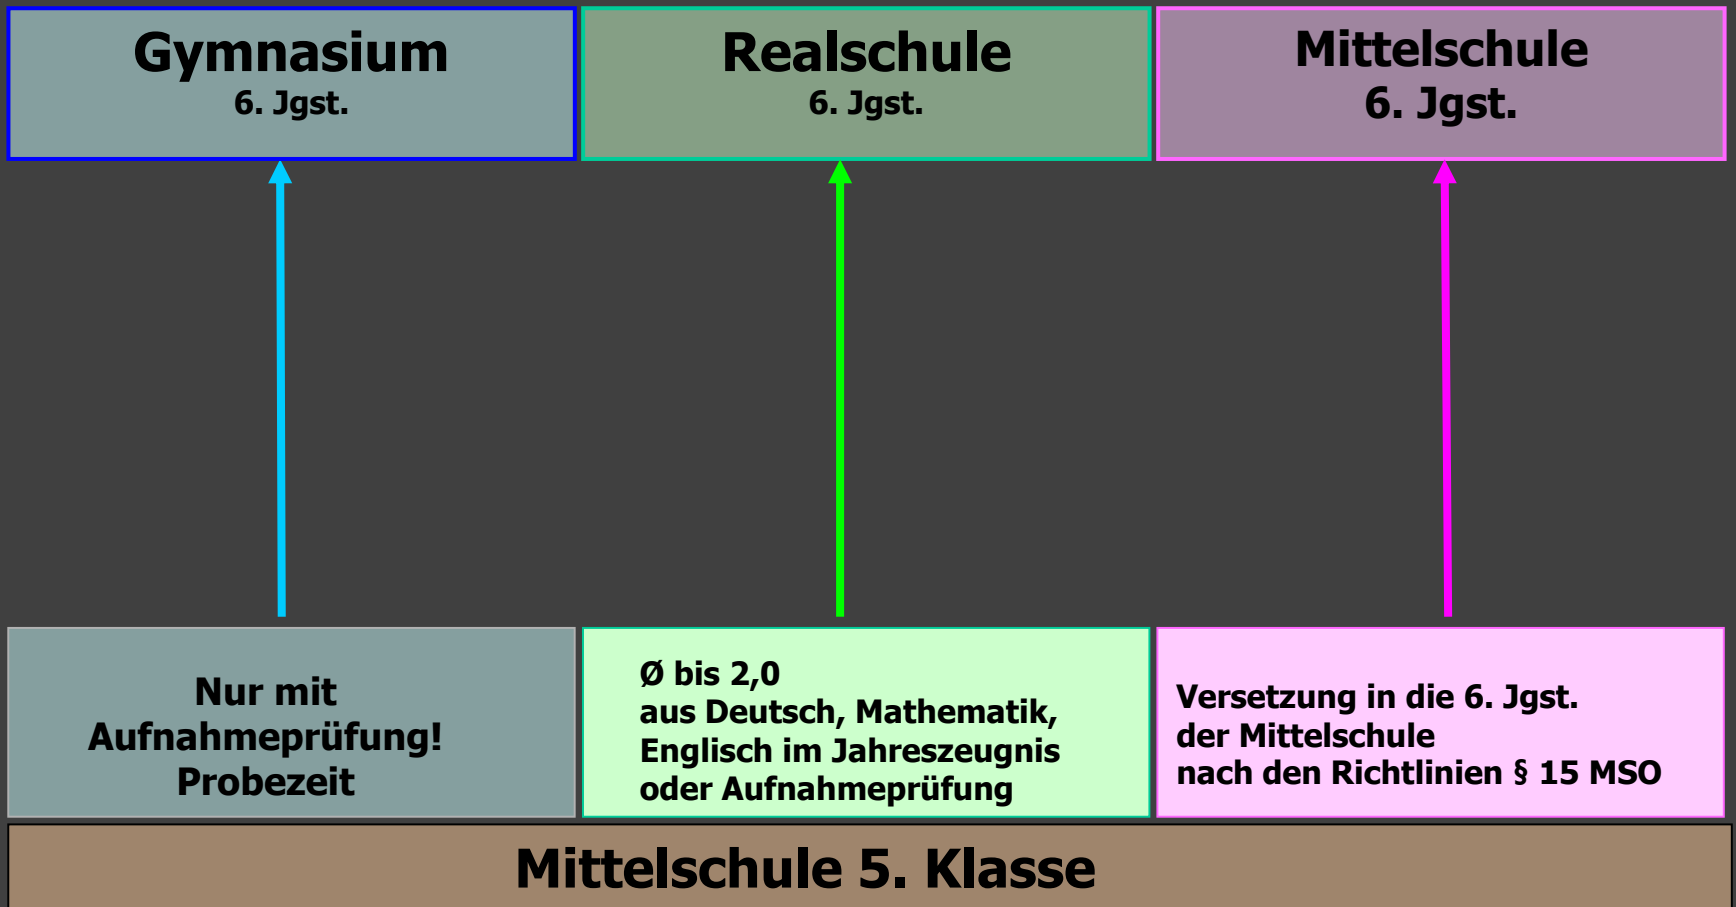 Gymnasium
6. Jgst.
Realschule
6. Jgst.
Mittelschule
6. Jgst.
Nur mit
Aufnahmeprüfung!
Probezeit
Ø bis 2,0
aus Deutsch, Mathematik,
Englisch im Jahreszeugnis
oder Aufnahmeprüfung
Versetzung in die 6. Jgst.
der Mittelschule
nach den Richtlinien § 15 MSO
Mittelschule 5. Klasse